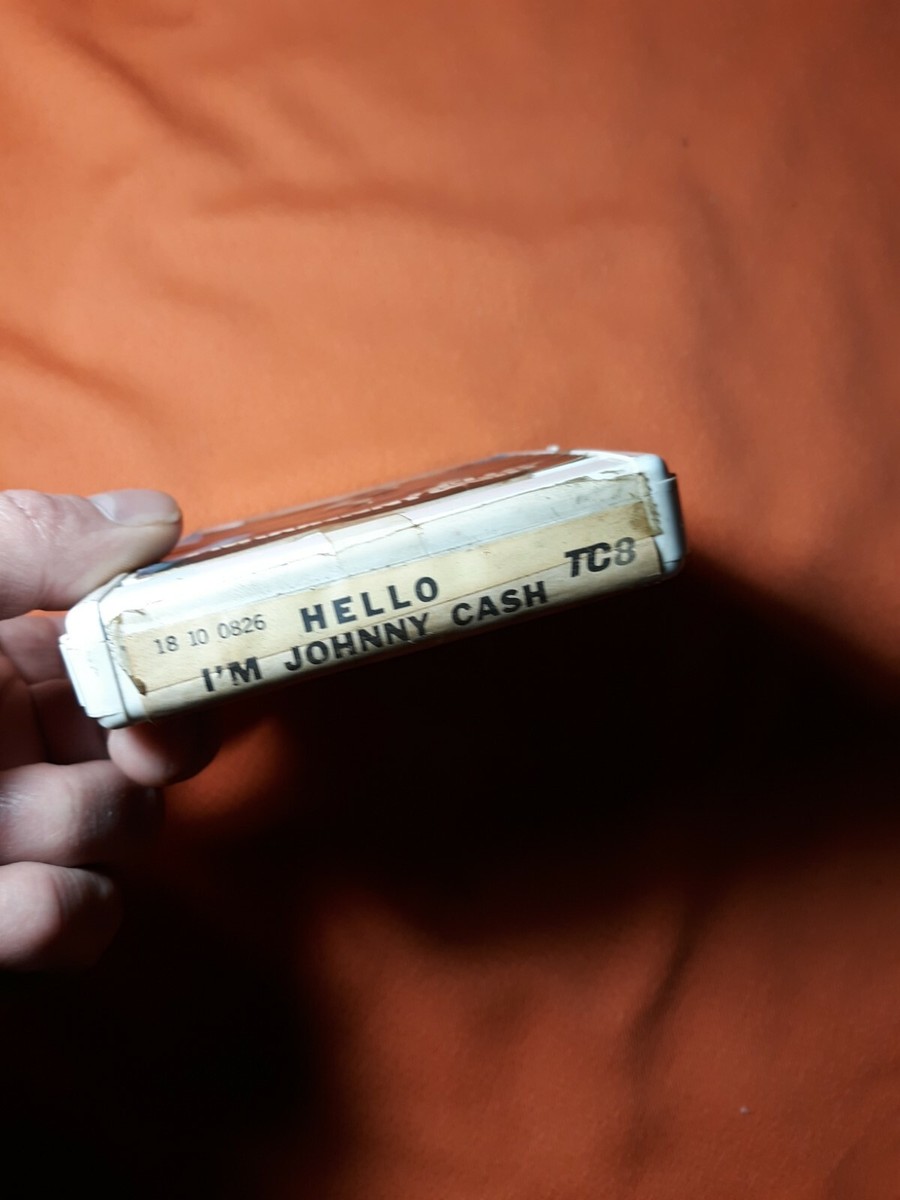 18 10 0826 HELLO TC8
I'M JOHNNY CASH